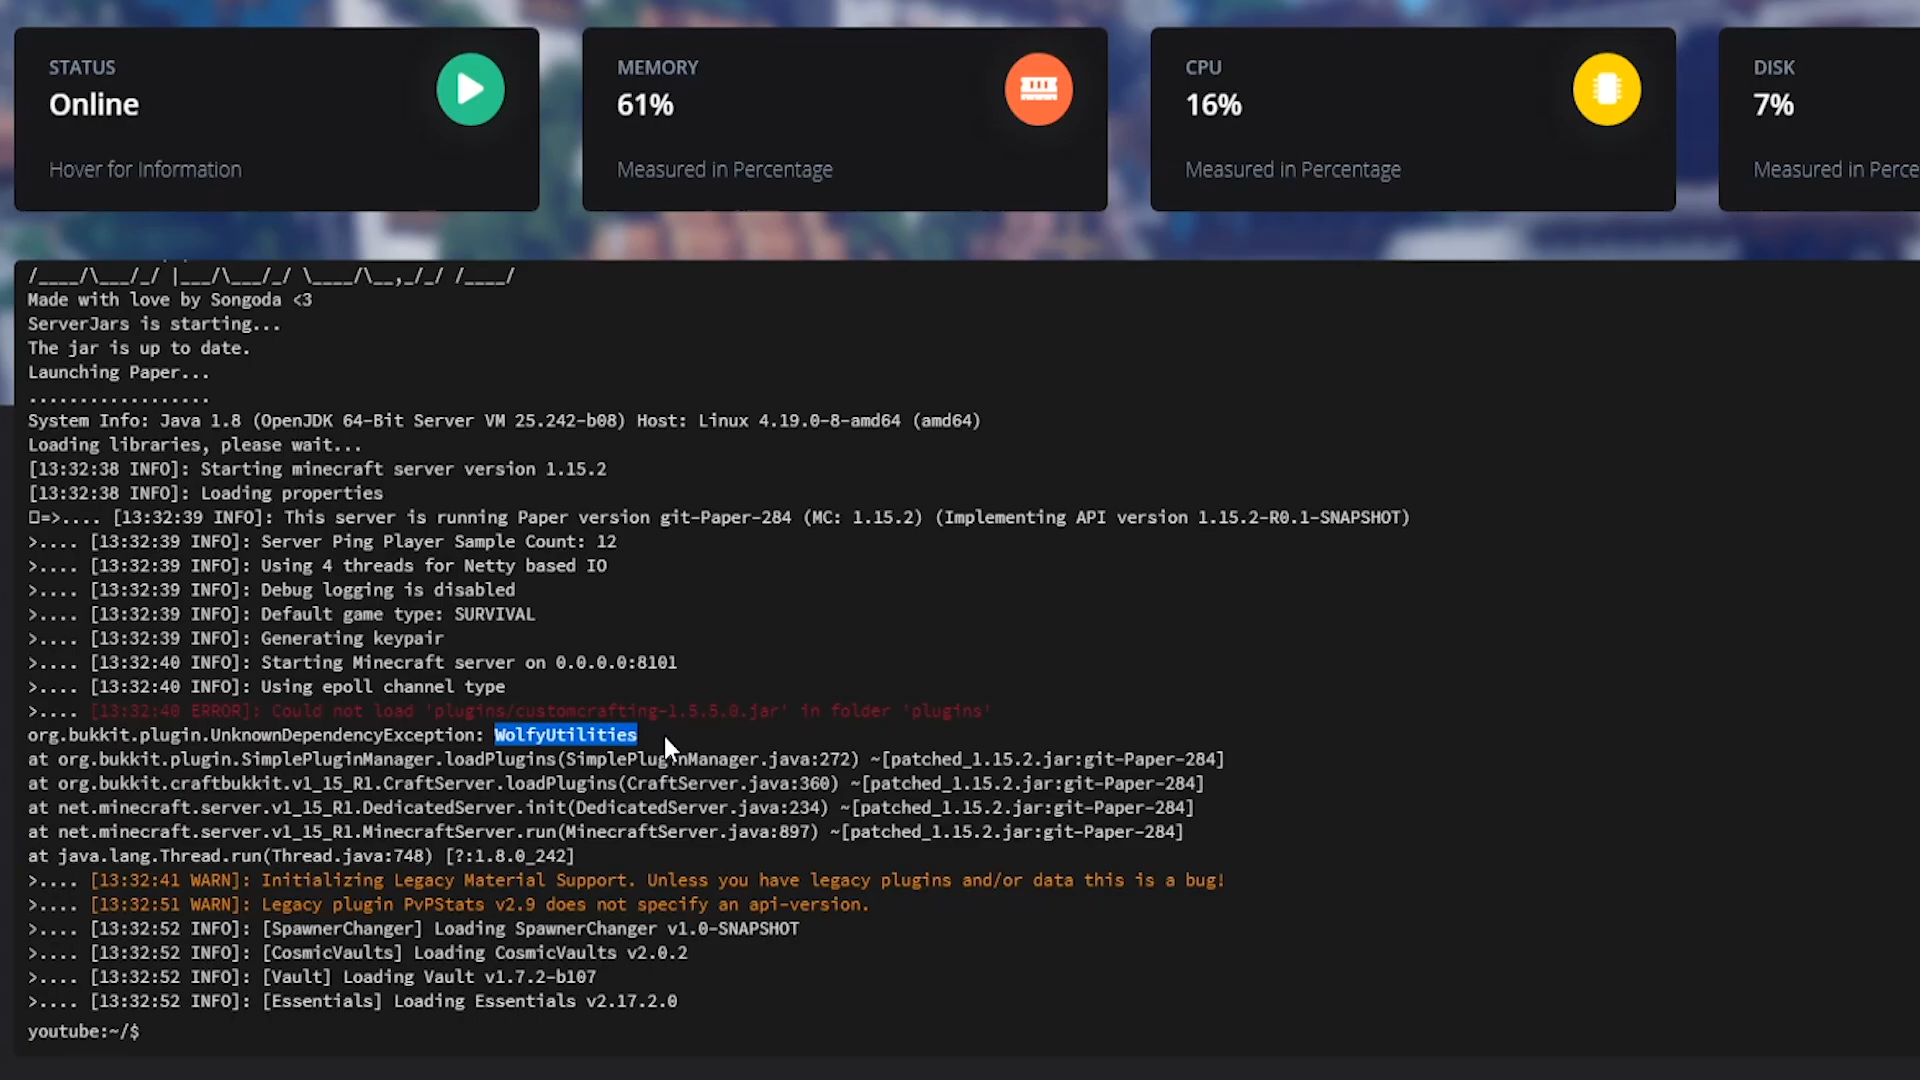 STATUS
Online
Hover for Information
MEMORY
61%
Measured in Percentage
CPU
16%
Measured in Percentage
DISK
7%
Measured in Perce
/____/\___/_/ |___/\___/_/ \____/\__,_/_/ /____/
Made with love by Songoda <3
ServerJars is starting...
The jar is up to date.
Launching Paper...
..................
System Info: Java 1.8 (OpenJDK 64-Bit Server VM 25.242-b08) Host: Linux 4.19.0-8-amd64 (amd64)
Loading libraries, please wait...
[13:32:38 INFO]: Starting minecraft server version 1.15.2
[13:32:38 INFO]: Loading properties
□=>.... [13:32:39 INFO]: This server is running Paper version git-Paper-284 (MC: 1.15.2) (Implementing API version 1.15.2-R0.1-SNAPSHOT)
>.... [13:32:39 INFO]: Server Ping Player Sample Count: 12
>.... [13:32:39 INFO]: Using 4 threads for Netty based IO
>.... [13:32:39 INFO]: Debug logging is disabled
>.... [13:32:39 INFO]: Default game type: SURVIVAL
>.... [13:32:39 INFO]: Generating keypair
>.... [13:32:40 INFO]: Starting Minecraft server on 0.0.0.0:8101
>.... [13:32:40 INFO]: Using epoll channel type
>.... [13:32:40 ERROR]: Could not load 'plugins/customcrafting-1.5.5.0.jar' in folder 'plugins'
org.bukkit.plugin.UnknownDependencyException: WolfyUtilities
at org.bukkit.plugin.SimplePluginManager.loadPlugins(SimplePluginManager.java:272) ~[patched_1.15.2.jar:git-Paper-284]
at org.bukkit.craftbukkit.v1_15_R1.CraftServer.loadPlugins(CraftServer.java:360) ~[patched_1.15.2.jar:git-Paper-284]
at net.minecraft.server.v1_15_R1.DedicatedServer.init(DedicatedServer.java:234) ~[patched_1.15.2.jar:git-Paper-284]
at net.minecraft.server.v1_15_R1.MinecraftServer.run(MinecraftServer.java:897) ~[patched_1.15.2.jar:git-Paper-284]
at java.lang.Thread.run(Thread.java:748) [?:1.8.0_242]
>.... [13:32:41 WARN]: Initializing Legacy Material Support. Unless you have legacy plugins and/or data this is a bug!
>.... [13:32:51 WARN]: Legacy plugin PvPStats v2.9 does not specify an api-version.
>.... [13:32:52 INFO]: [SpawnerChanger] Loading SpawnerChanger v1.0-SNAPSHOT
>.... [13:32:52 INFO]: [CosmicVaults] Loading CosmicVaults v2.0.2
>.... [13:32:52 INFO]: [Vault] Loading Vault v1.7.2-b107
>.... [13:32:52 INFO]: [Essentials] Loading Essentials v2.17.2.0
youtube:~/$